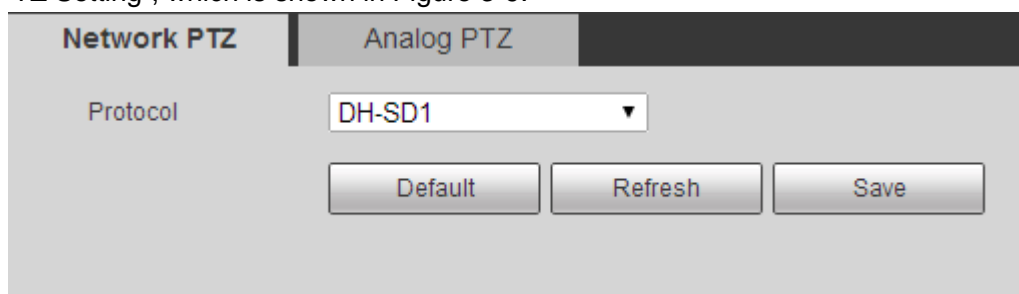 Network PTZ Analog PTZ
Protocol DH-SD1
Default Refresh Save